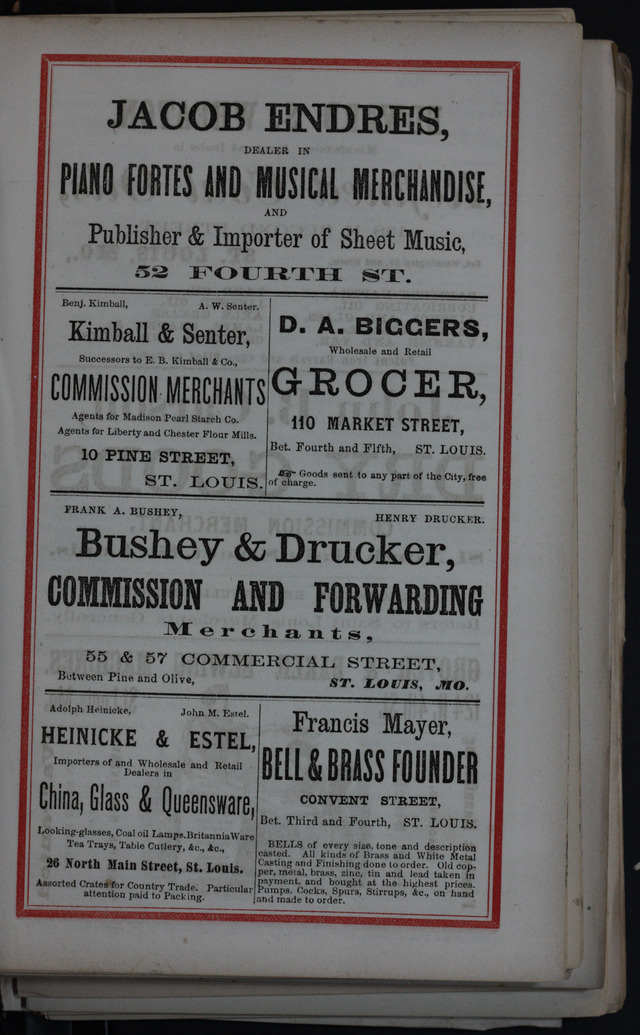 JACOB ENDRES,
DEALER IN
PIANO FORTES AND MUSICAL MERCHANDISE,
AND
Publisher & Importer of Sheet Music,
52 FOURTH ST.
Benj. Kimball, A. W. Senter.
Kimball & Senter,
Successors to E. B. Kimball & Co.,
COMMISSION MERCHANTS
Agents for Madison Pearl Starch Co.
Agents for Liberty and Chester Flour Mills.
10 PINE STREET,
ST. LOUIS.
D. A. BIGGERS,
Wholesale and Retail
GROCER,
110 MARKET STREET,
Bet. Fourth and Fifth, ST. LOUIS.
☞ Goods sent to any part of the City, free
of charge.
FRANK A. BUSHEY, HENRY DRUCKER.
Bushey & Drucker,
COMMISSION AND FORWARDING
Merchants,
55 & 57 COMMERCIAL STREET,
Between Pine and Olive, ST. LOUIS, MO.
Adolph Heinicke, John M. Estel.
HEINICKE & ESTEL,
Importers of and Wholesale and Retail
Dealers in
China, Glass & Queensware,
Looking-glasses, Coal oil Lamps, Britannia Ware
Tea Trays, Table Cutlery, &c., &c.,
26 North Main Street, St. Louis.
Assorted Crates for Country Trade. Particular
attention paid to Packing.
Francis Mayer,
BELL & BRASS FOUNDER
CONVENT STREET,
Bet. Third and Fourth, ST. LOUIS.
BELLS of every size, tone and description
casted. All kinds of Brass and White Metal
Casting and Finishing done to order. Old cop-
per, metal, brass, zinc, tin and lead taken in
payment, and bought at the highest prices.
Pumps, Cocks, Spurs, Stirrups, &c., on hand
and made to order.